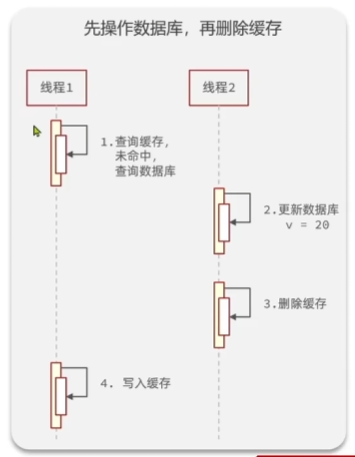 先操作数据库，再删除缓存
线程1
线程2
1.查询缓存，
未命中，
查询数据库
2.更新数据库
v = 20
3.删除缓存
4. 写入缓存